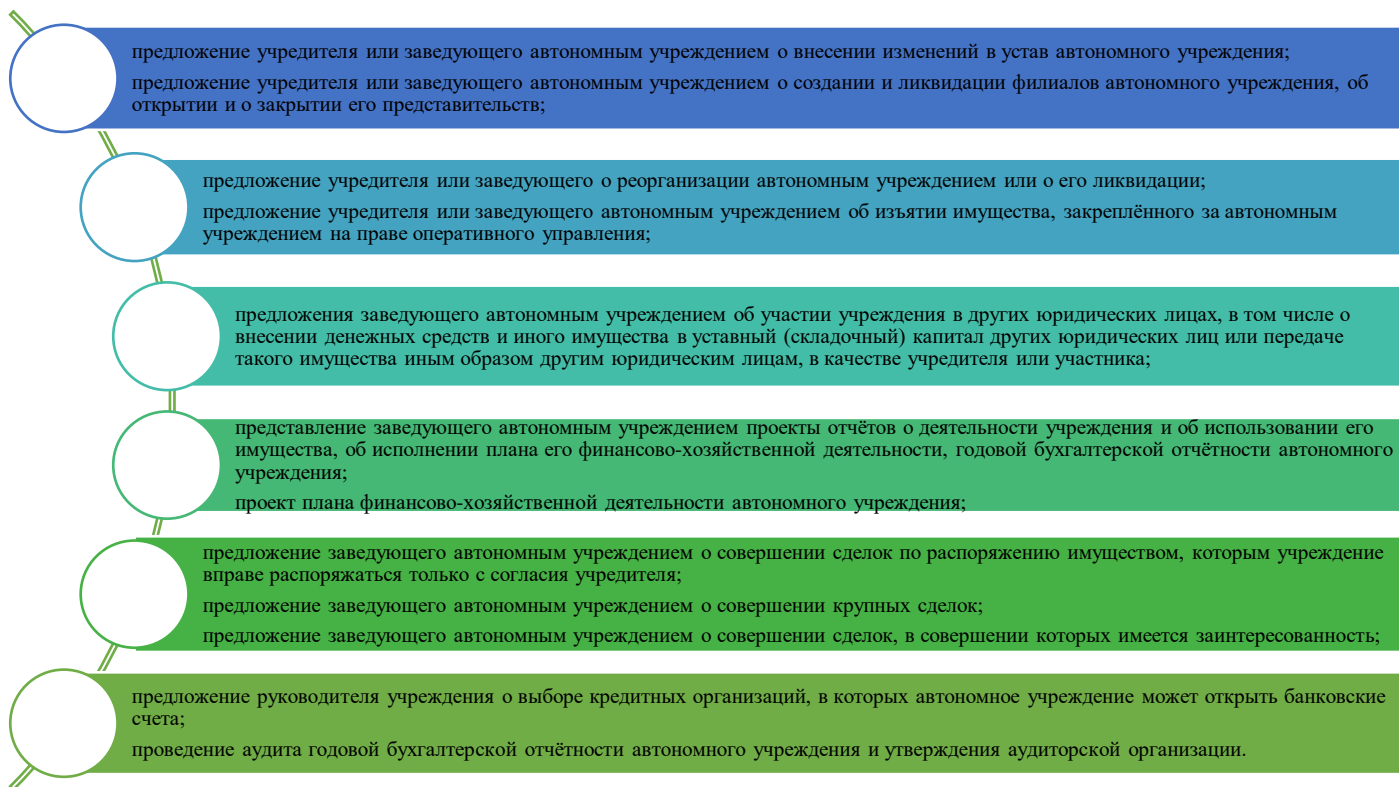 предложение учредителя или заведующего автономным учреждением о внесении изменений в устав автономного учреждения;
предложение учредителя или заведующего автономным учреждением о создании и ликвидации филиалов автономного учреждения, об
открытии и о закрытии его представительств;
предложение учредителя или заведующего о реорганизации автономным учреждением или о его ликвидации;
предложение учредителя или заведующего автономным учреждением об изъятии имущества, закреплённого за автономным
учреждением на праве оперативного управления;
предложения заведующего автономным учреждением об участии учреждения в других юридических лицах, в том числе о
внесении денежных средств и иного имущества в уставный (складочный) капитал других юридических лиц или передаче
такого имущества иным образом другим юридическим лицам, в качестве учредителя или участника;
представление заведующего автономным учреждением проекты отчётов о деятельности учреждения и об использовании его
имущества, об исполнении плана его финансово-хозяйственной деятельности, годовой бухгалтерской отчётности автономного
учреждения;
проект плана финансово-хозяйственной деятельности автономного учреждения;
предложение заведующего автономным учреждением о совершении сделок по распоряжению имуществом, которым учреждение
вправе распоряжаться только с согласия учредителя;
предложение заведующего автономным учреждением о совершении крупных сделок;
предложение заведующего автономным учреждением о совершении сделок, в совершении которых имеется заинтересованность;
предложение руководителя учреждения о выборе кредитных организаций, в которых автономное учреждение может открыть банковские
счета;
проведение аудита годовой бухгалтерской отчётности автономного учреждения и утверждения аудиторской организации.